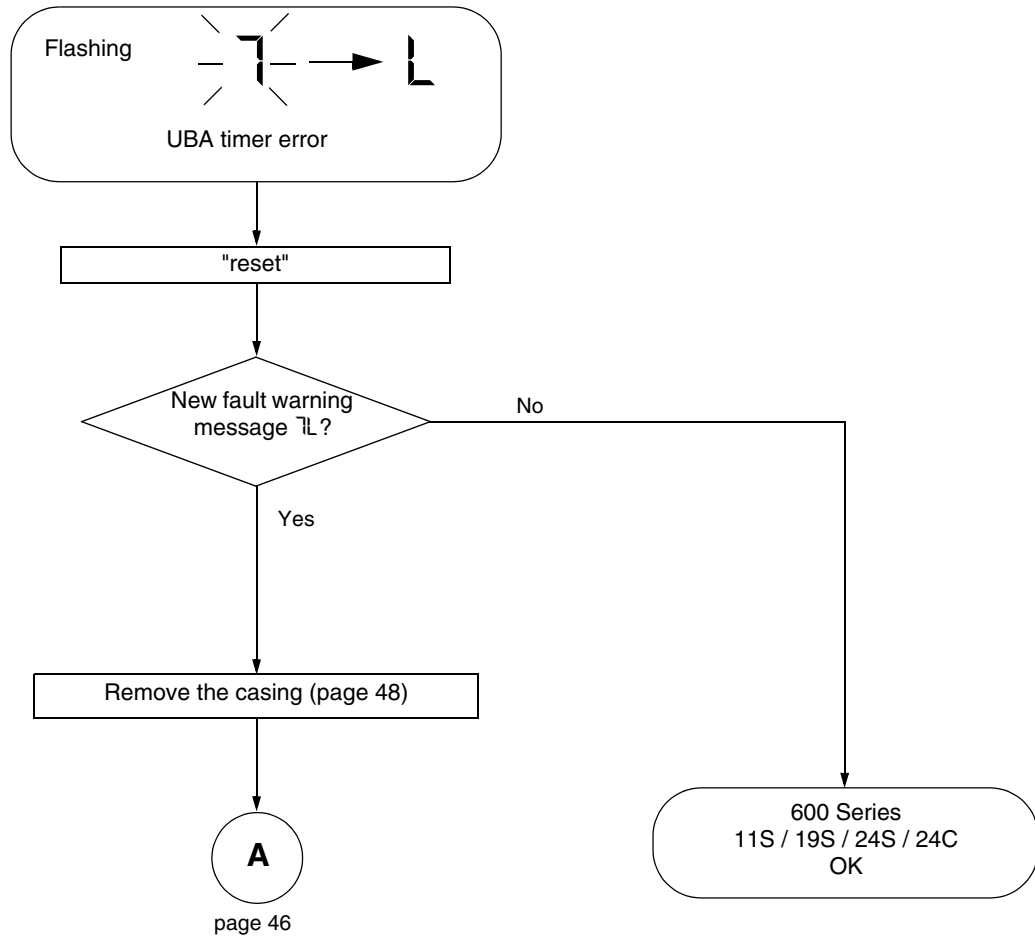 Flashing
7 L
UBA timer error
"reset"
New fault warning
message 7L?
No
Yes
Remove the casing (page 48)
A
page 46
600 Series
11S / 19S / 24S / 24C
OK